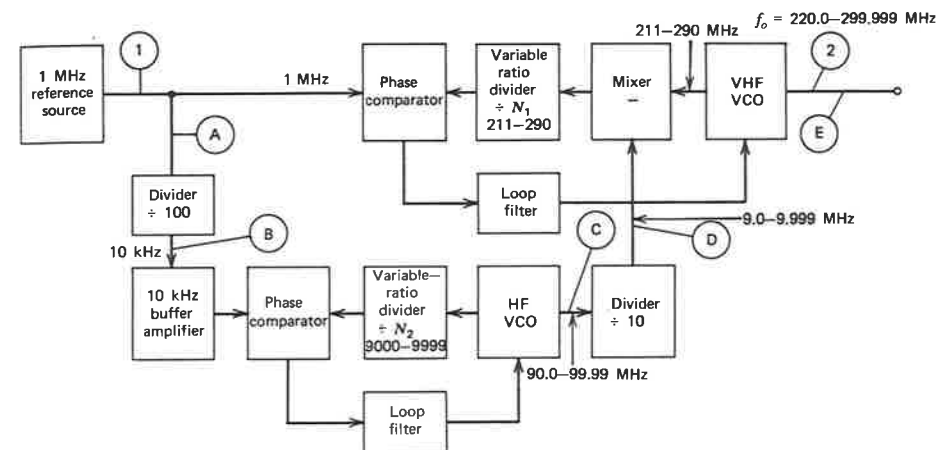 f₀ = 220.0–299.999 MHz
211–290 MHz
1
2
1 MHz
reference
source
1 MHz
Phase
comparator
Variable
ratio
divider
÷ N₁
211–290
Mixer
–
VHF
VCO
A
E
Divider
÷ 100
Loop
filter
9.0–9.999 MHz
B
C
D
10 kHz
10 kHz
buffer
amplifier
Phase
comparator
Variable–
ratio
divider
÷ N₂
9000–9999
HF
VCO
Divider
÷ 10
90.0–99.99 MHz
Loop
filter